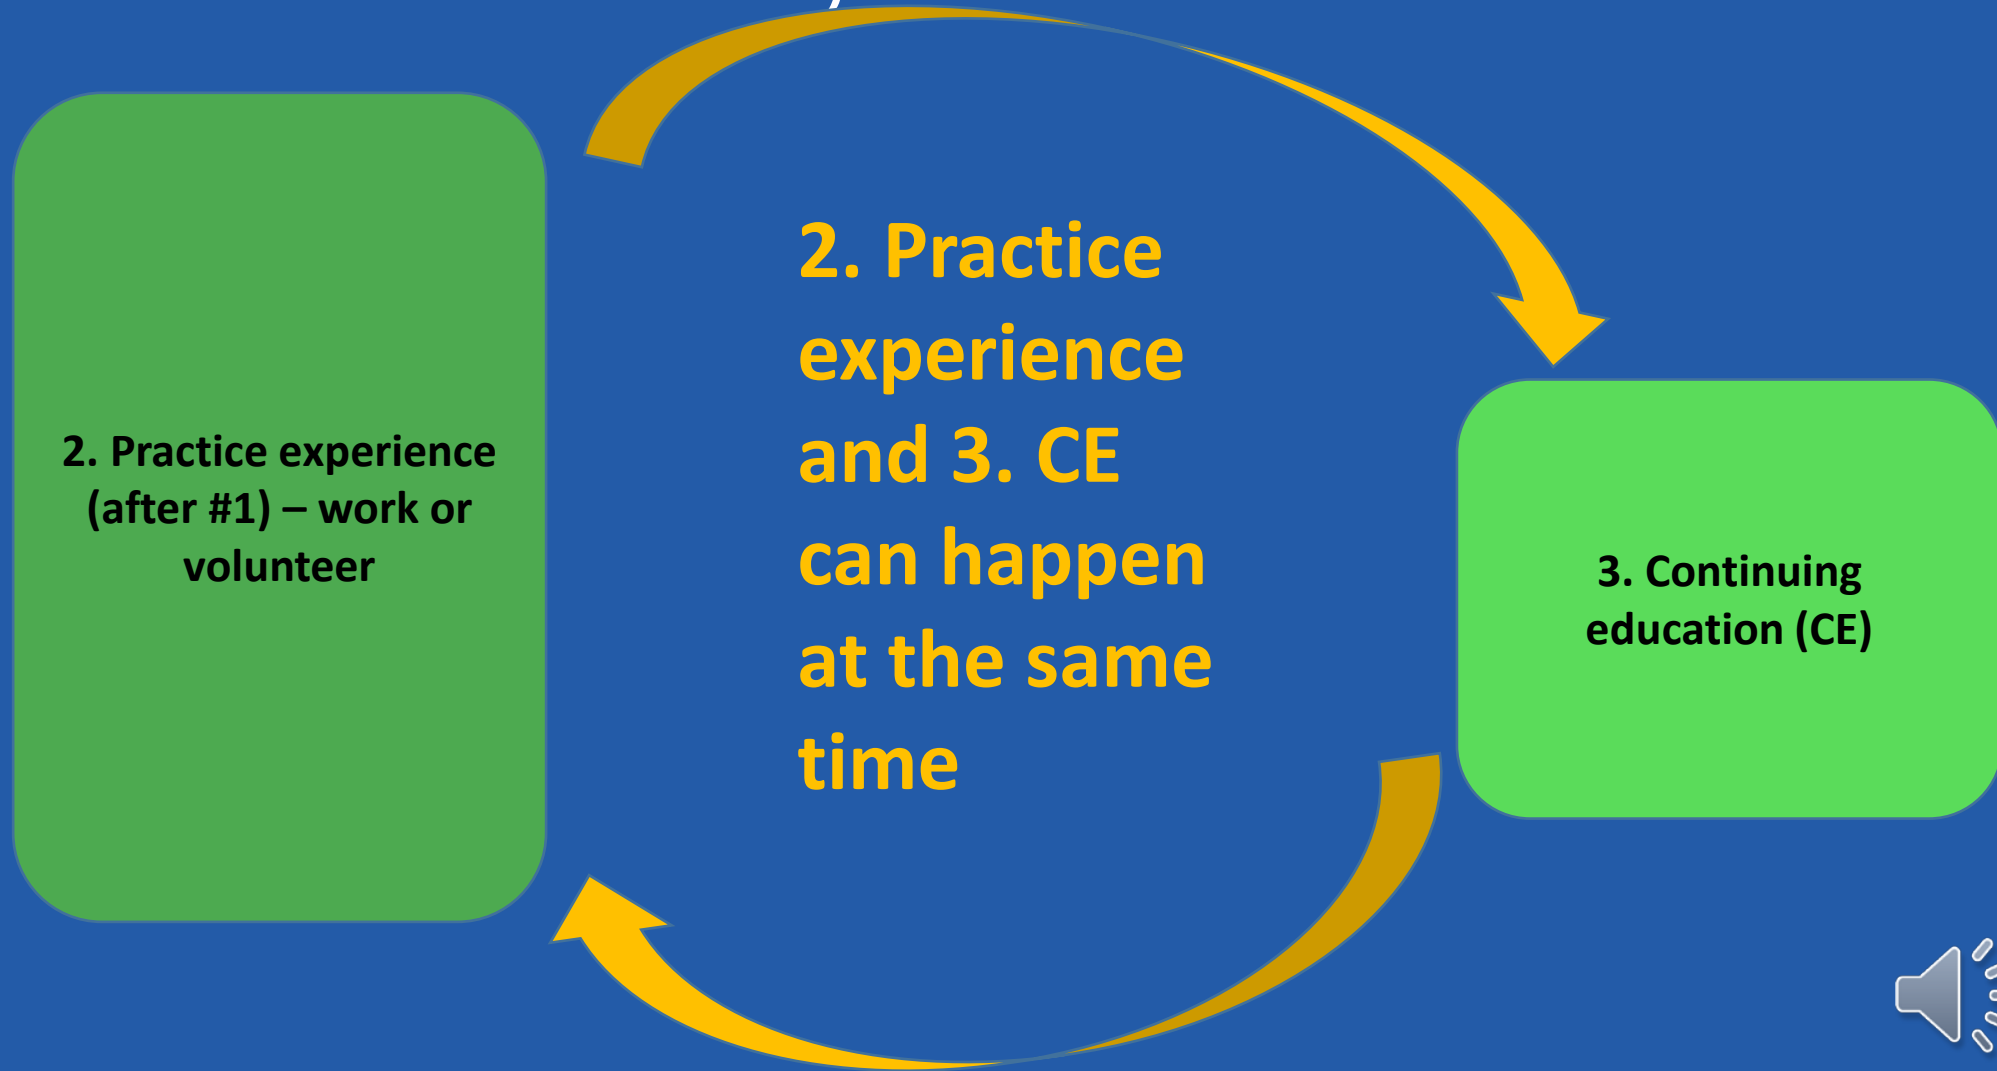 2. Practice experience
(after #1) – work or
volunteer
2. Practice
experience
and 3. CE
can happen
at the same
time
3. Continuing
education (CE)